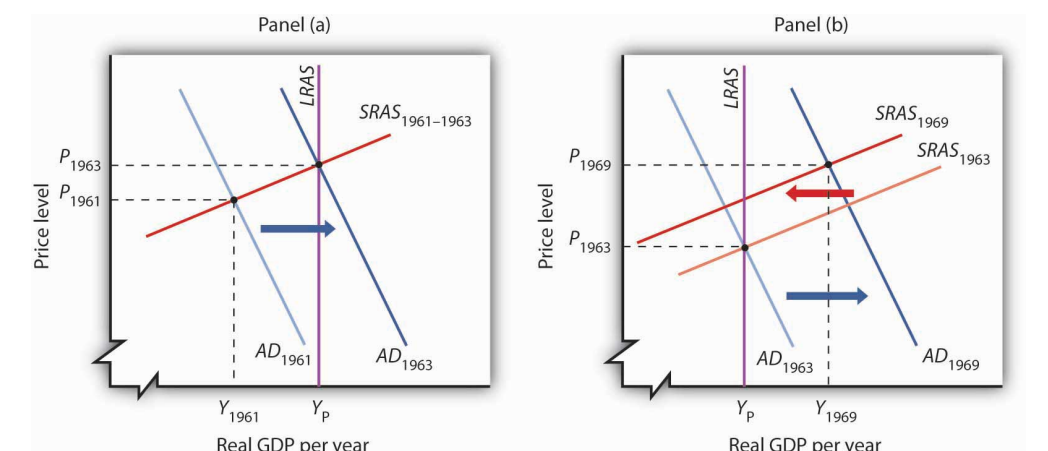 Panel (a)
LRAS
SRAS1961–1963
P1963
P1961
Price level
AD1961
AD1963
Y1961
YP
Real GDP per year
Panel (b)
LRAS
SRAS1969
SRAS1963
P1969
P1963
Price level
AD1963
AD1969
YP
Y1969
Real GDP per year